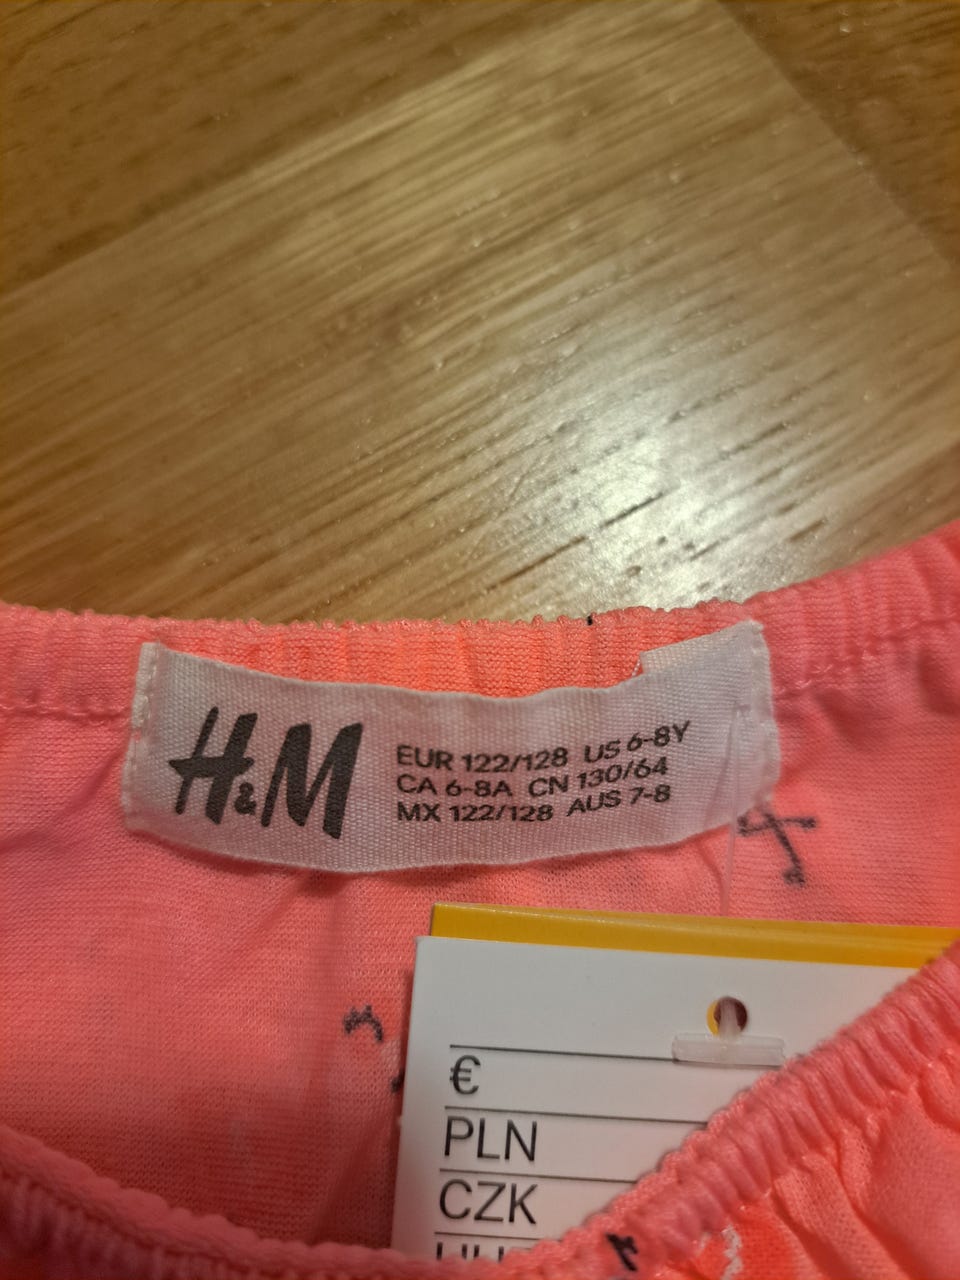 H&M
EUR 122/128 US 6-8Y
CA 6-8A CN 130/64
MX 122/128 AUS 7-8
€
PLN
CZK